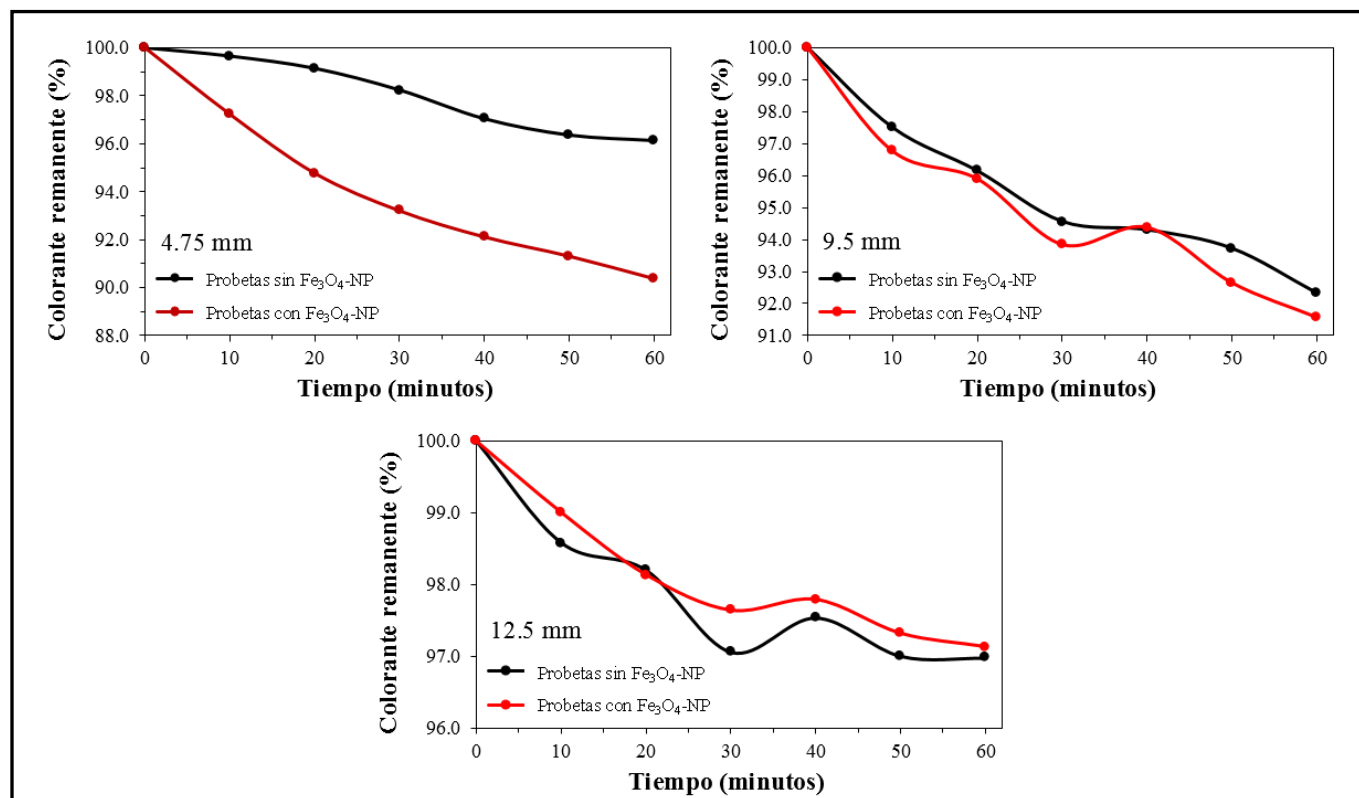 100.0
98.0
96.0
94.0
92.0
90.0
88.0
Colorante remanente (%)
4.75 mm
Probetas sin Fe₃O₄-NP
Probetas con Fe₃O₄-NP
0 10 20 30 40 50 60
Tiempo (minutos)
100.0
99.0
98.0
97.0
96.0
95.0
94.0
93.0
92.0
91.0
Colorante remanente (%)
9.5 mm
Probetas sin Fe₃O₄-NP
Probetas con Fe₃O₄-NP
0 10 20 30 40 50 60
Tiempo (minutos)
100.0
99.0
98.0
97.0
96.0
Colorante remanente (%)
12.5 mm
Probetas sin Fe₃O₄-NP
Probetas con Fe₃O₄-NP
0 10 20 30 40 50 60
Tiempo (minutos)